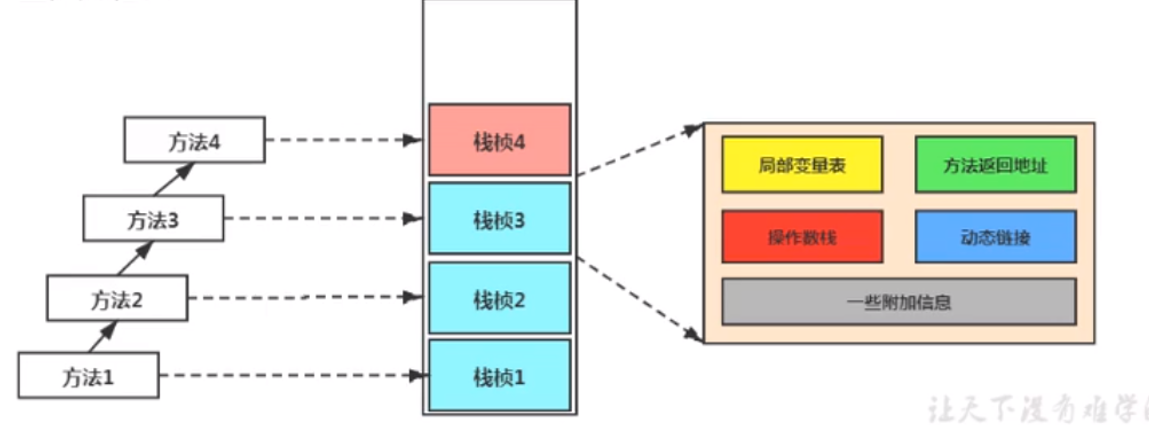 方法4
方法3
方法2
方法1
栈桢4
栈桢3
栈桢2
栈桢1
局部变量表
方法返回地址
操作数栈
动态链接
一些附加信息
让天下没有难学